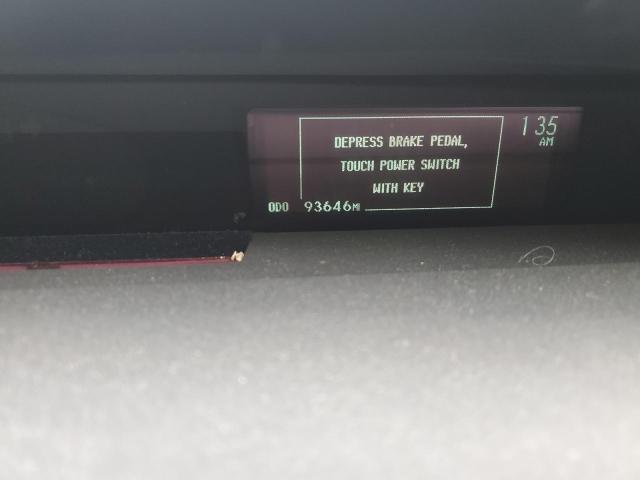 DEPRESS BRAKE PEDAL,
TOUCH POWER SWITCH
WITH KEY
1 35
AM
ODO 93646MI